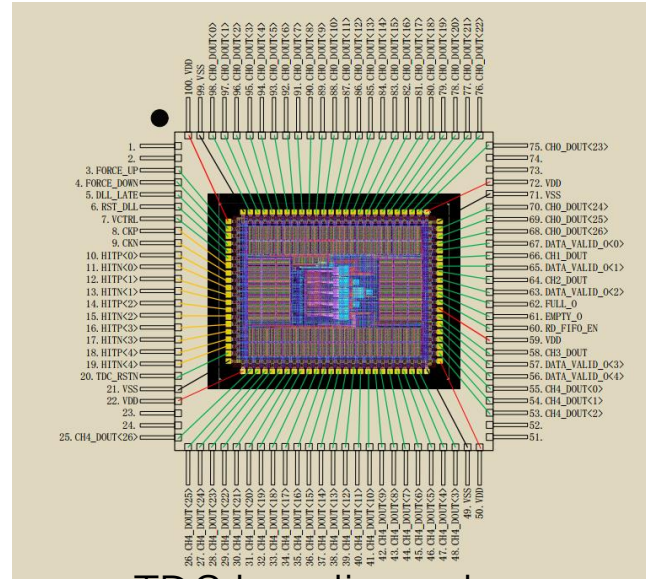 100. VDD
99. VSS
98. CH0_DOUT<0>
97. CH0_DOUT<1>
96. CH0_DOUT<2>
95. CH0_DOUT<3>
94. CH0_DOUT<4>
93. CH0_DOUT<5>
92. CH0_DOUT<6>
91. CH0_DOUT<7>
90. CH0_DOUT<8>
89. CH0_DOUT<9>
88. CH0_DOUT<10>
87. CH0_DOUT<11>
86. CH0_DOUT<12>
85. CH0_DOUT<13>
84. CH0_DOUT<14>
83. CH0_DOUT<15>
82. CH0_DOUT<16>
81. CH0_DOUT<17>
80. CH0_DOUT<18>
79. CH0_DOUT<19>
78. CH0_DOUT<20>
77. CH0_DOUT<21>
76. CH0_DOUT<22>
1.
2.
3. FORCE_UP
4. FORCE_DOWN
5. DLL_LATE
6. RST_DLL
7. VCTRL
8. CKP
9. CKN
10. HITP<0>
11. HITN<0>
12. HITP<1>
13. HITN<1>
14. HITP<2>
15. HITN<2>
16. HITP<3>
17. HITN<3>
18. HITP<4>
19. HITN<4>
20. TDC_RSTN
21. VSS
22. VDD
23.
24.
25. CH4_DOUT<26>
75. CH0_DOUT<23>
74.
73.
72. VDD
71. VSS
70. CH0_DOUT<24>
69. CH0_DOUT<25>
68. CH0_DOUT<26>
67. DATA_VALID_O<0>
66. CH1_DOUT
65. DATA_VALID_O<1>
64. CH2_DOUT
63. DATA_VALID_O<2>
62. FULL_O
61. EMPTY_O
60. RD_FIFO_EN
59. VDD
58. CH3_DOUT
57. DATA_VALID_O<3>
56. DATA_VALID_O<4>
55. CH4_DOUT<0>
54. CH4_DOUT<1>
53. CH4_DOUT<2>
52.
51.
26. CH4_DOUT<25>
27. CH4_DOUT<24>
28. CH4_DOUT<23>
29. CH4_DOUT<22>
30. CH4_DOUT<21>
31. CH4_DOUT<20>
32. CH4_DOUT<19>
33. CH4_DOUT<18>
34. CH4_DOUT<17>
35. CH4_DOUT<16>
36. CH4_DOUT<15>
37. CH4_DOUT<14>
38. CH4_DOUT<13>
39. CH4_DOUT<12>
40. CH4_DOUT<11>
41. CH4_DOUT<10>
42. CH4_DOUT<9>
43. CH4_DOUT<8>
44. CH4_DOUT<7>
45. CH4_DOUT<6>
46. CH4_DOUT<5>
47. CH4_DOUT<4>
48. CH4_DOUT<3>
49. VSS
50. VDD
TDC